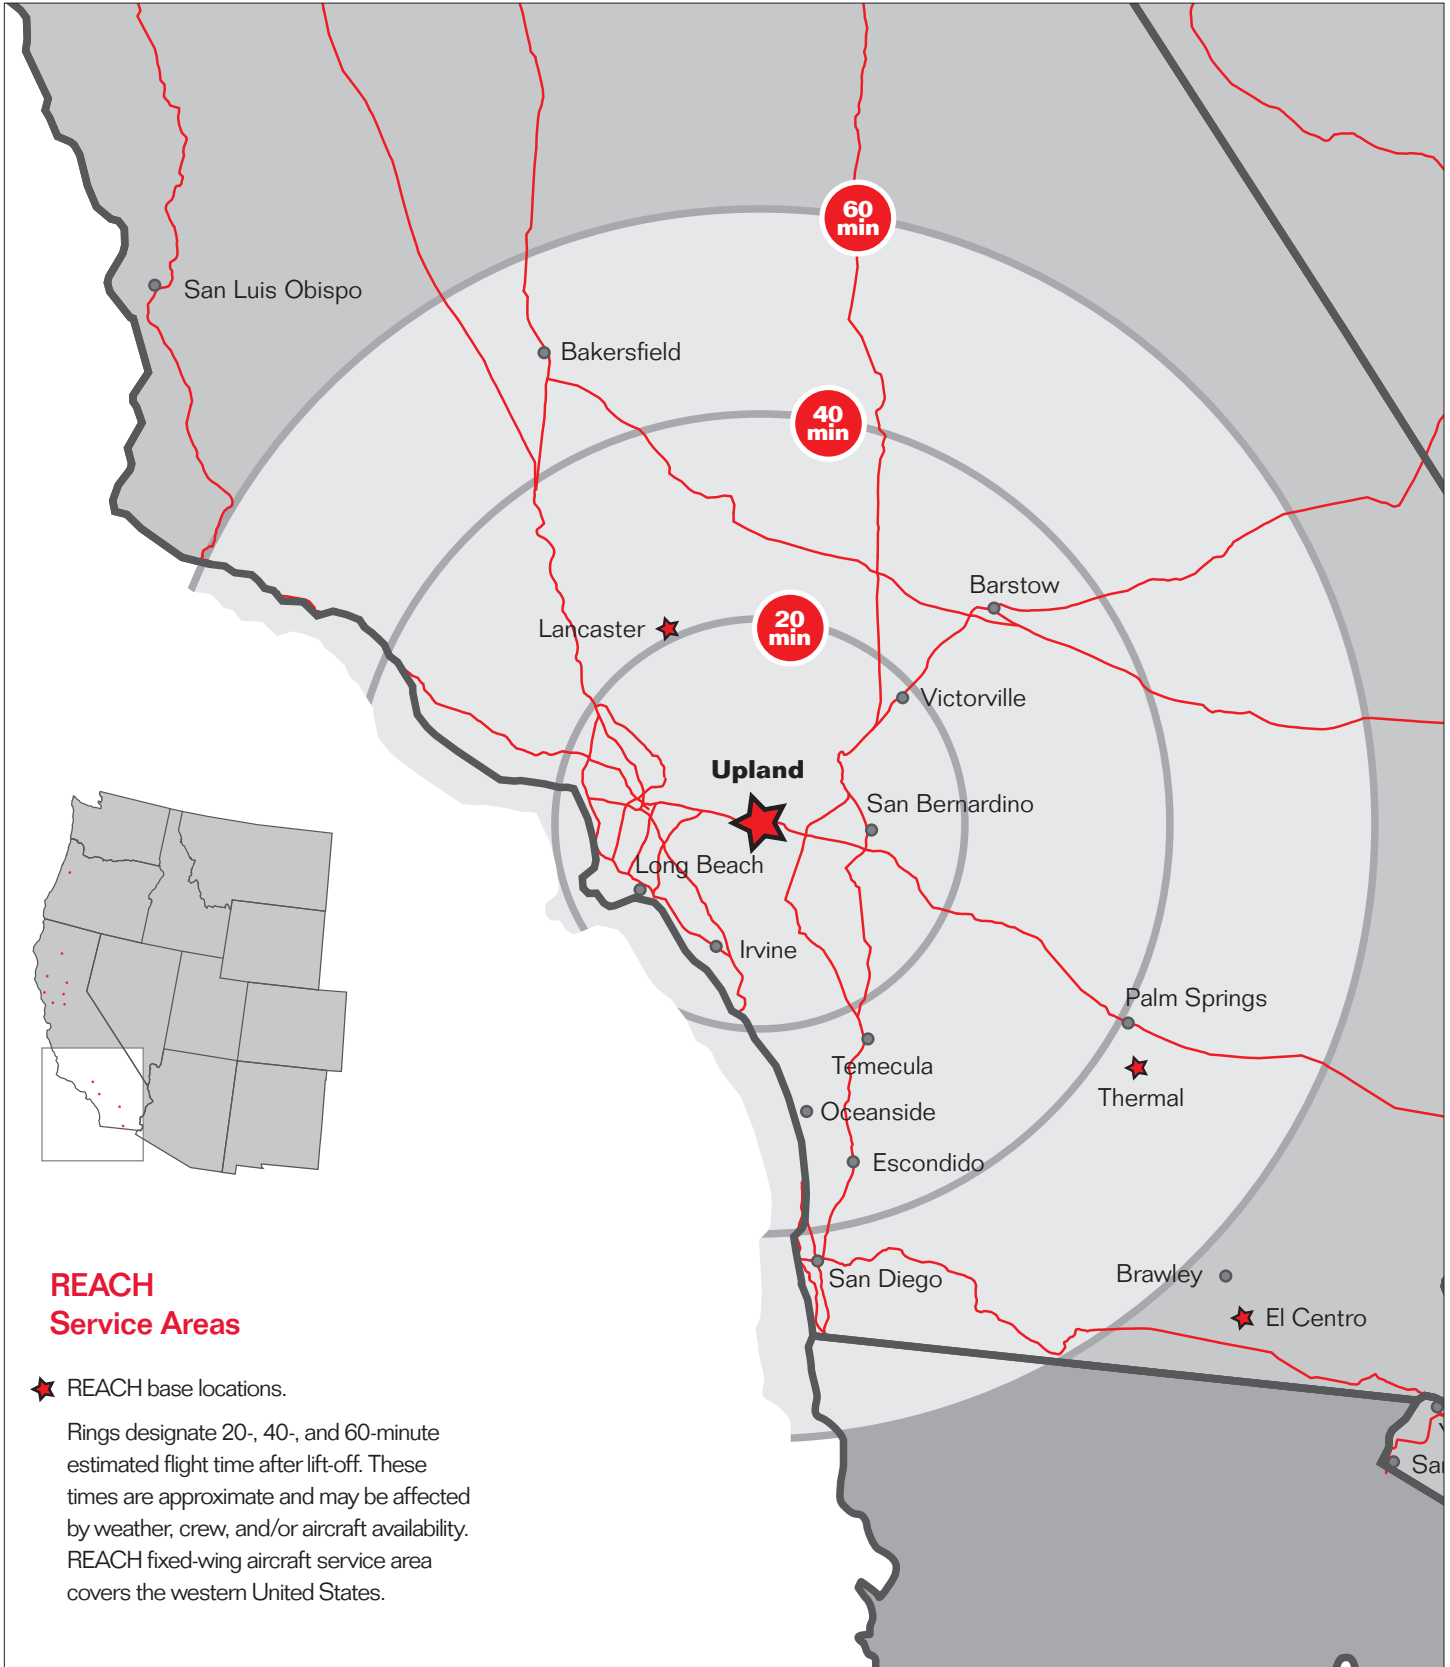 60
min
San Luis Obispo
Bakersfield
40
min
Barstow
20
min
Lancaster
Victorville
Upland
San Bernardino
Long Beach
Irvine
Palm Springs
Temecula
Thermal
Oceanside
Escondido
San Diego
Brawley
El Centro
REACH
Service Areas
REACH base locations.
Rings designate 20-, 40-, and 60-minute
estimated flight time after lift-off. These
times are approximate and may be affected
by weather, crew, and/or aircraft availability.
REACH fixed-wing aircraft service area
covers the western United States.